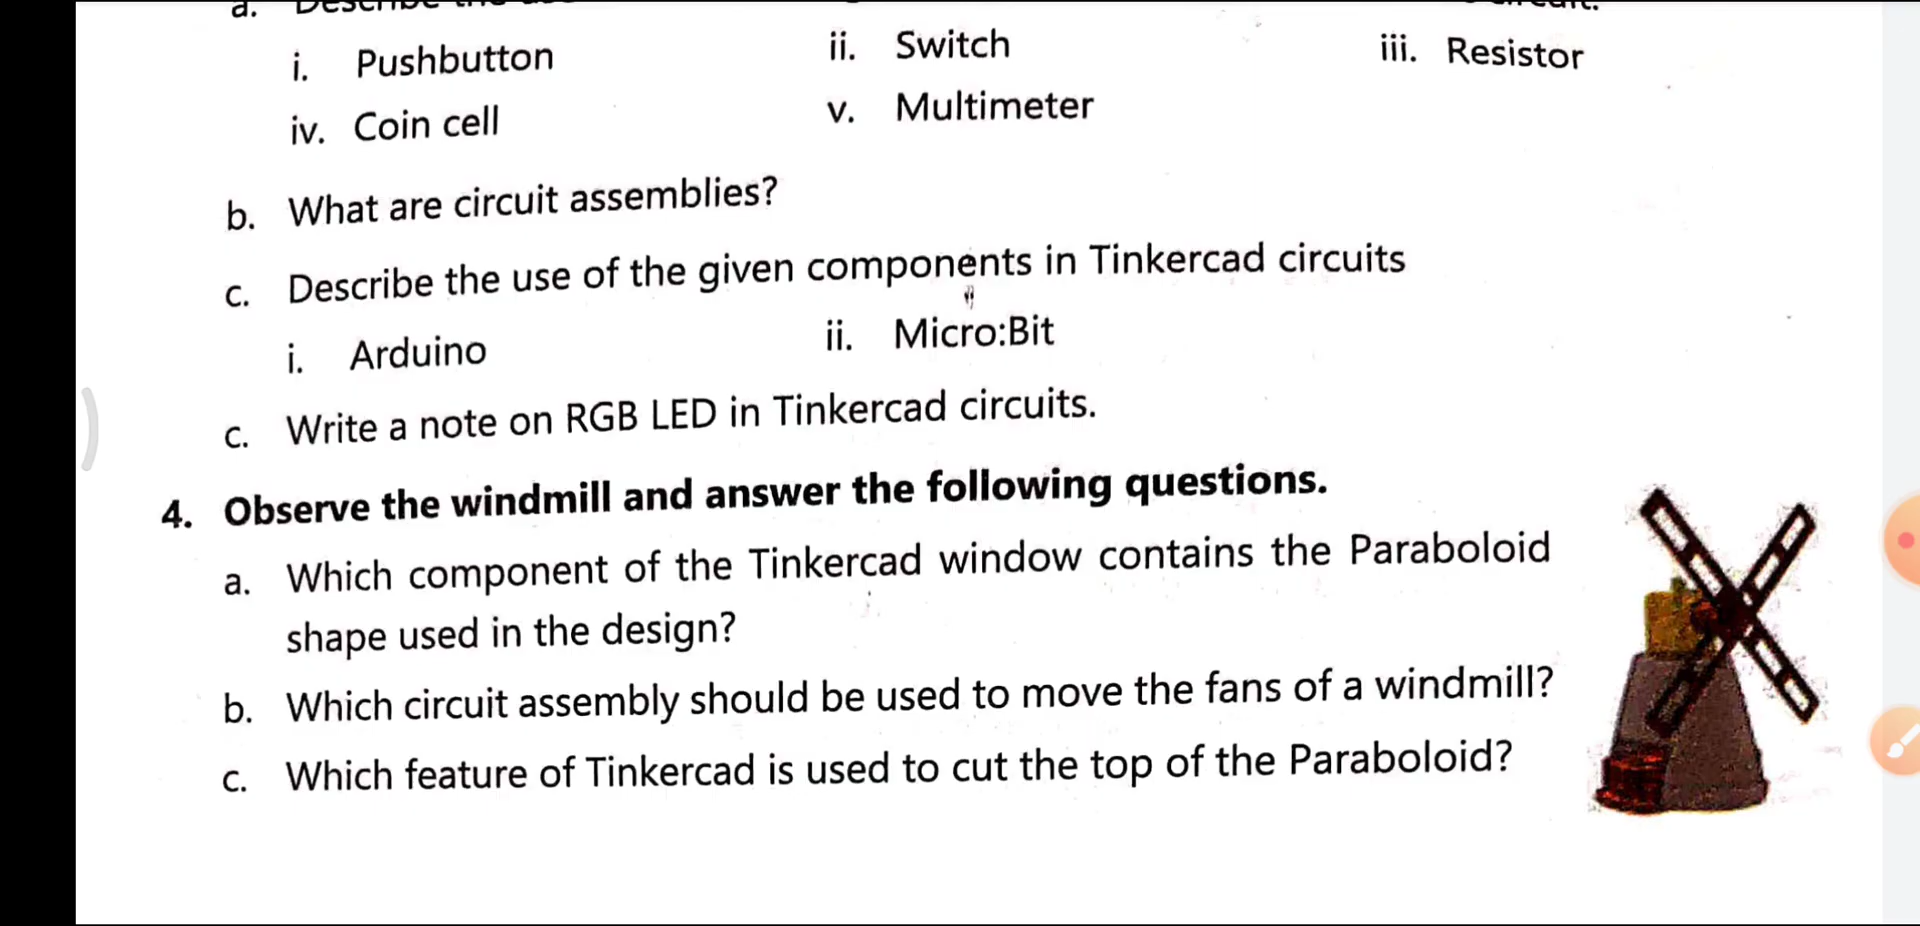 a. Describe the
i. Pushbutton ii. Switch iii. Resistor
iv. Coin cell v. Multimeter
b. What are circuit assemblies?
c. Describe the use of the given components in Tinkercad circuits
i. Arduino ii. Micro:Bit
c. Write a note on RGB LED in Tinkercad circuits.
4. Observe the windmill and answer the following questions.
a. Which component of the Tinkercad window contains the Paraboloid
shape used in the design?
b. Which circuit assembly should be used to move the fans of a windmill?
c. Which feature of Tinkercad is used to cut the top of the Paraboloid?